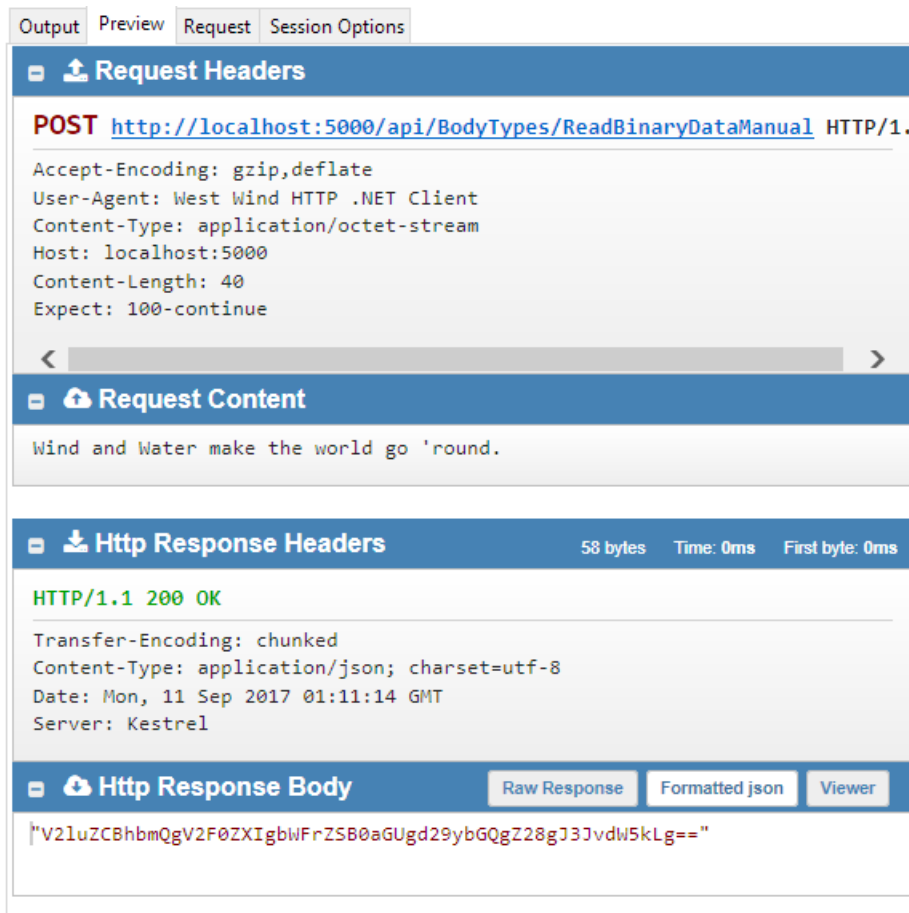 Output Preview Request Session Options
Request Headers
POST http://localhost:5000/api/BodyTypes/ReadBinaryDataManual HTTP/1.
Accept-Encoding: gzip,deflate
User-Agent: West Wind HTTP .NET Client
Content-Type: application/octet-stream
Host: localhost:5000
Content-Length: 40
Expect: 100-continue
Request Content
Wind and Water make the world go 'round.
Http Response Headers 58 bytes Time: 0ms First byte: 0ms
HTTP/1.1 200 OK
Transfer-Encoding: chunked
Content-Type: application/json; charset=utf-8
Date: Mon, 11 Sep 2017 01:11:14 GMT
Server: Kestrel
Http Response Body Raw Response Formatted json Viewer
"V2luZCBhbmQgV2F0ZXIgbWFrZSB0aGUgd29ybGQgZ28gJ3JvdW5kLg=="